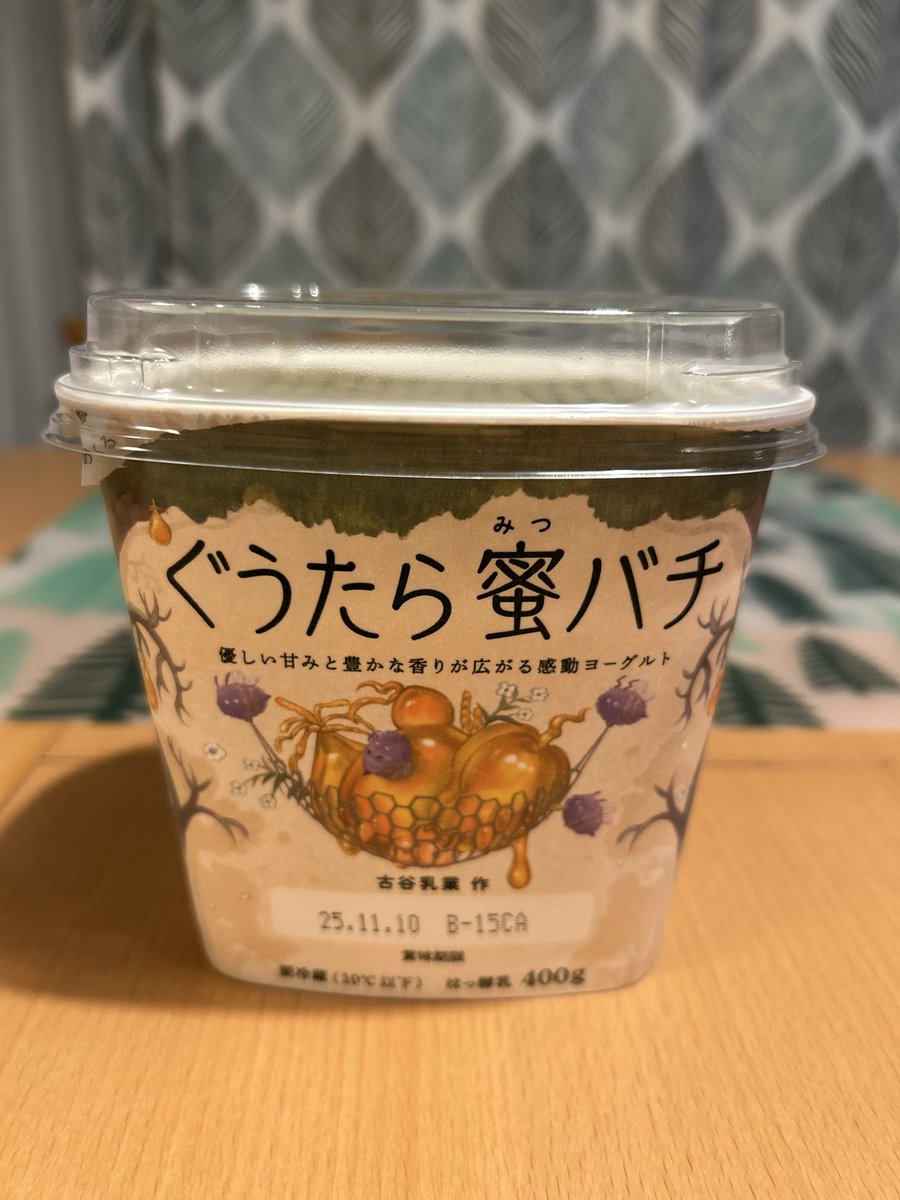 みつ
ぐうたら蜜バチ
優しい甘みと豊かな香りが広がる感動ヨーグルト
古谷乳業 作
25.11.10 B-15CA
賞味期限
要冷蔵(10℃以下) はっ酵乳 400g